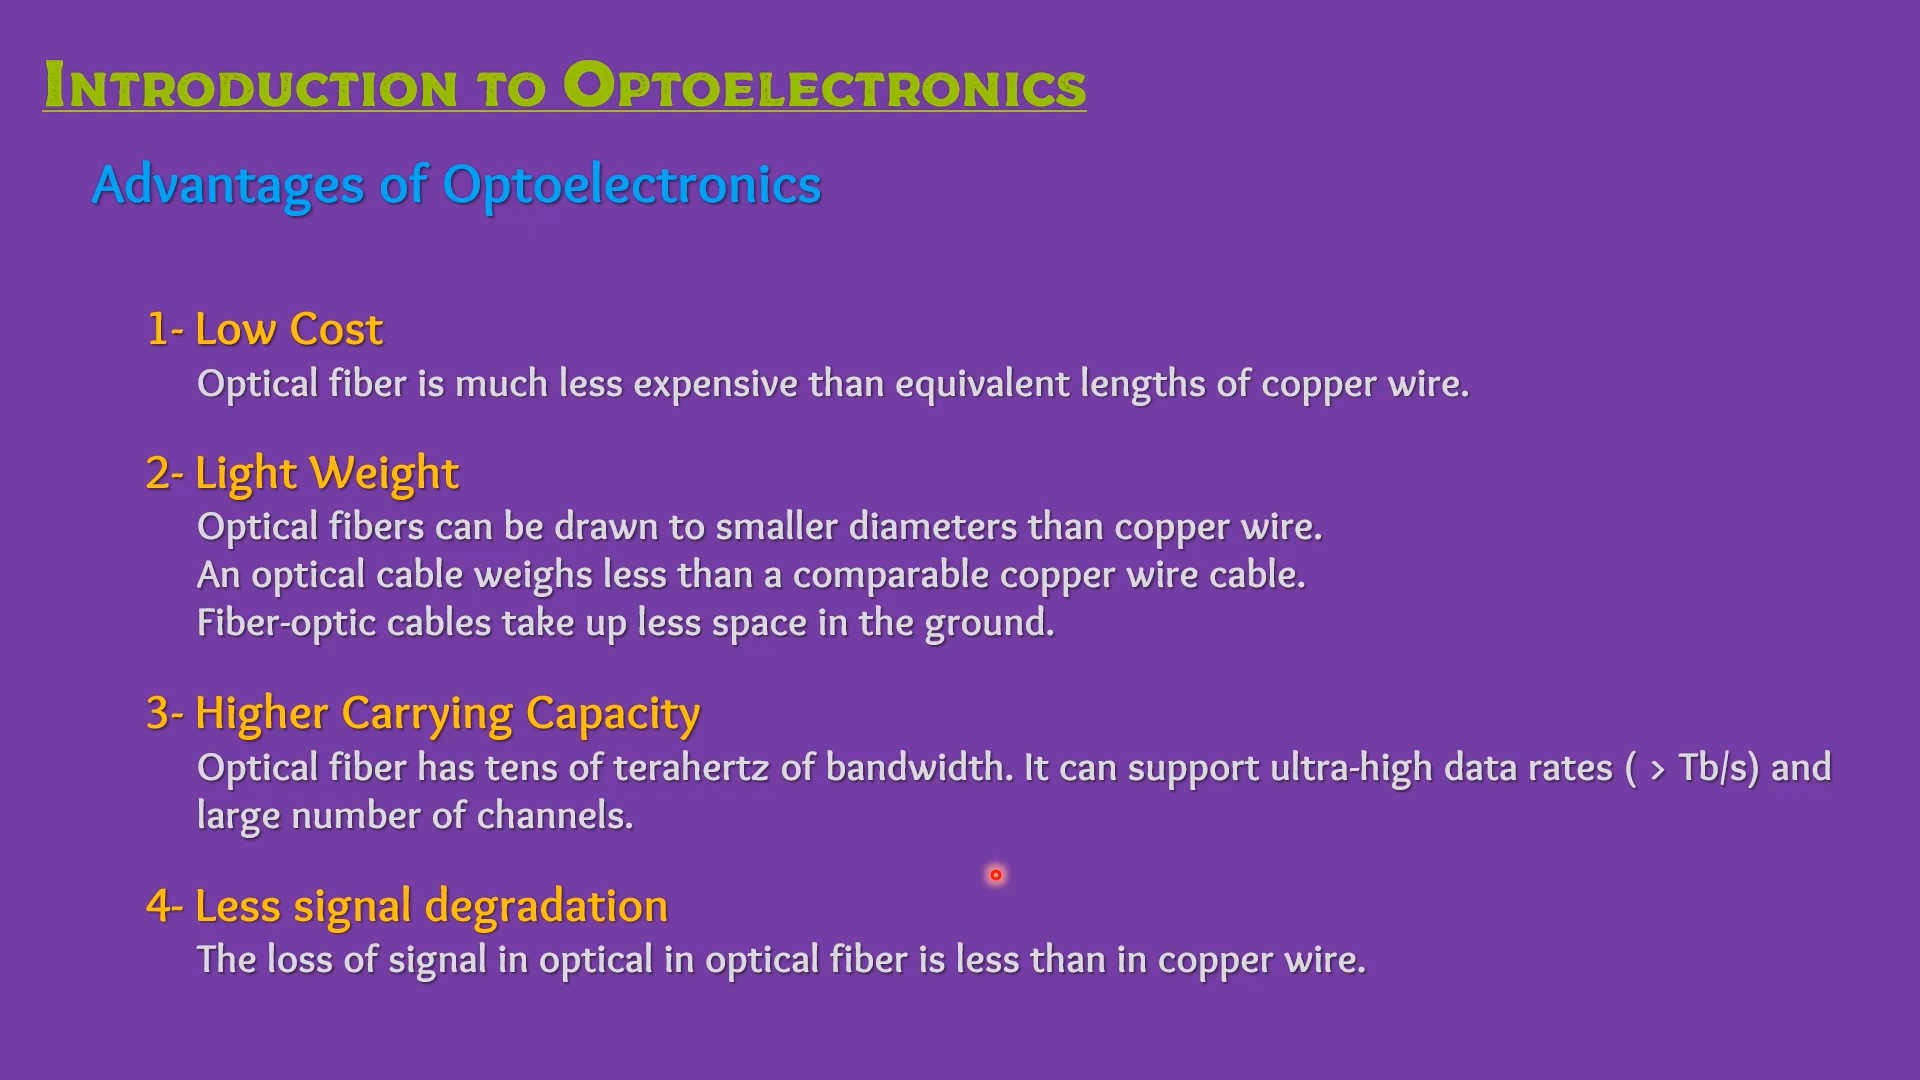 Introduction to Optoelectronics
Advantages of Optoelectronics
1- Low Cost
Optical fiber is much less expensive than equivalent lengths of copper wire.
2- Light Weight
Optical fibers can be drawn to smaller diameters than copper wire.
An optical cable weighs less than a comparable copper wire cable.
Fiber-optic cables take up less space in the ground.
3- Higher Carrying Capacity
Optical fiber has tens of terahertz of bandwidth. It can support ultra-high data rates ( > Tb/s) and
large number of channels.
4- Less signal degradation
The loss of signal in optical in optical fiber is less than in copper wire.